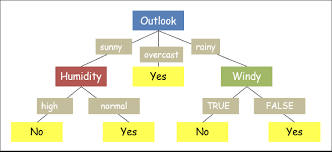 Outlook
sunny
overcast
rainy
Humidity
Yes
Windy
high
normal
TRUE
FALSE
No
Yes
No
Yes